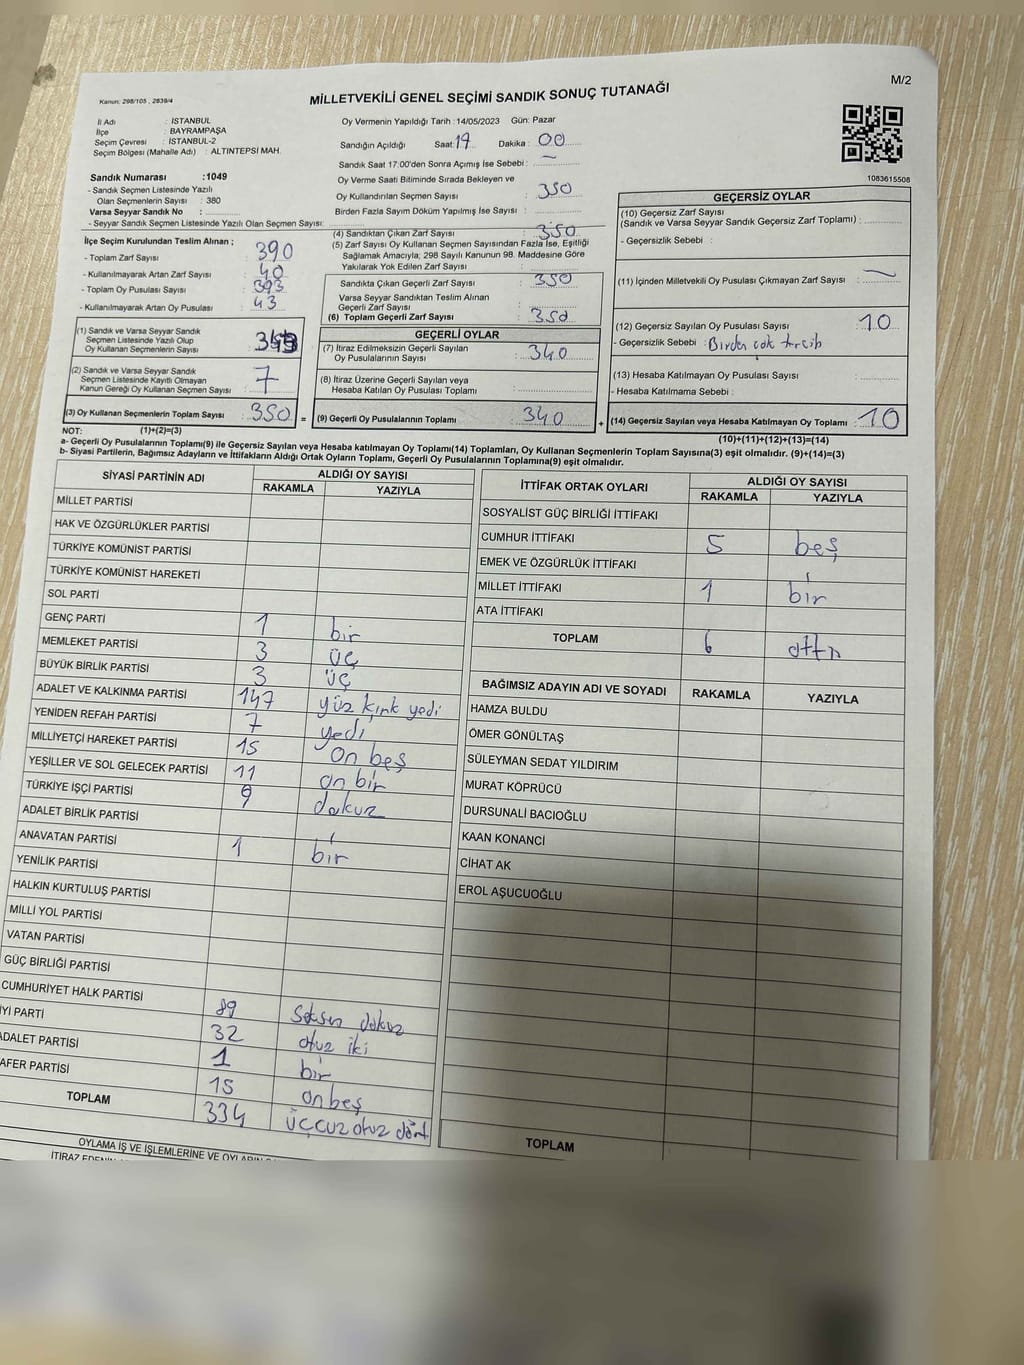 M/2
Kanun: 298/105 , 2839/4
MİLLETVEKİLİ GENEL SEÇİMİ SANDIK SONUÇ TUTANAĞI
İl Adı : İSTANBUL
İlçe : BAYRAMPAŞA
Seçim Çevresi : İSTANBUL-2
Seçim Bölgesi (Mahalle Adı) : ALTINTEPSİ MAH.
Oy Vermenin Yapıldığı Tarih : 14/05/2023 Gün: Pazar
Sandığın Açıldığı Saat: 19 Dakika : 00
Sandık Saat 17:00'den Sonra Açımış İse Sebebi :
Oy Verme Saati Bitiminde Sırada Bekleyen ve
Oy Kullandırılan Seçmen Sayısı : 350
Birden Fazla Sayım Döküm Yapılmış İse Sayısı :
1083615508
Sandık Numarası :1049
- Sandık Seçmen Listesinde Yazılı
Olan Seçmenlerin Sayısı : 380
Varsa Seyyar Sandık No :
- Seyyar Sandık Seçmen Listesinde Yazılı Olan Seçmen Sayısı:
İlçe Seçim Kurulundan Teslim Alınan ;
- Toplam Zarf Sayısı : 390
- Kullanılmayarak Artan Zarf Sayısı : 40
- Toplam Oy Pusulası Sayısı : 393
- Kullanılmayarak Artan Oy Pusulası : 43
(1) Sandık ve Varsa Seyyar Sandık
Seçmen Listesinde Yazılı Olup
Oy Kullanan Seçmenlerin Sayısı :
(2) Sandık ve Varsa Seyyar Sandık
Seçmen Listesinde Kayıtlı Olmayan
Kanun Gereği Oy Kullanan Seçmen Sayısı : 7
(3) Oy Kullanan Seçmenlerin Toplam Sayısı : 350
(1)+(2)=(3)
(4) Sandıktan Çıkan Zarf Sayısı : 350
(5) Zarf Sayısı Oy Kullanan Seçmen Sayısından Fazla İse, Eşitliği
Sağlamak Amacıyla; 298 Sayılı Kanunun 98. Maddesine Göre
Yakılarak Yok Edilen Zarf Sayısı :
Sandıkta Çıkan Geçerli Zarf Sayısı : 350
Varsa Seyyar Sandıktan Teslim Alınan
Geçerli Zarf Sayısı :
(6) Toplam Geçerli Zarf Sayısı : 350
GEÇERLİ OYLAR
(7) İtiraz Edilmeksizin Geçerli Sayılan
Oy Pusulalarının Sayısı : 340
(8) İtiraz Üzerine Geçerli Sayılan veya
Hesaba Katılan Oy Pusulası Toplamı :
(9) Geçerli Oy Pusulalarının Toplamı : 340
GEÇERSİZ OYLAR
(10) Geçersiz Zarf Sayısı
(Sandık ve Varsa Seyyar Sandık Geçersiz Zarf Toplamı) :
- Geçersizlik Sebebi :
(11) İçinden Milletvekili Oy Pusulası Çıkmayan Zarf Sayısı :
(12) Geçersiz Sayılan Oy Pusulası Sayısı : 10
- Geçersizlik Sebebi : Birden çok tercih
(13) Hesaba Katılmayan Oy Pusulası Sayısı :
- Hesaba Katılmama Sebebi :
(14) Geçersiz Sayılan veya Hesaba Katılmayan Oy Toplamı : 10
(10)+(11)+(12)+(13)=(14)
NOT:
a- Geçerli Oy Pusulalarının Toplamı(9) ile Geçersiz Sayılan veya Hesaba katılmayan Oy Toplamı(14) Toplamları, Oy Kullanan Seçmenlerin Toplam Sayısına(3) eşit olmalıdır. (9)+(14)=(3)
b- Siyasi Partilerin, Bağımsız Adayların ve İttifakların Aldığı Ortak Oyların Toplamı, Geçerli Oy Pusulalarının Toplamına(9) eşit olmalıdır.
SİYASİ PARTİNİN ADI ALDIĞI OY SAYISI
RAKAMLA YAZIYLA
MİLLET PARTİSİ
HAK VE ÖZGÜRLÜKLER PARTİSİ
TÜRKİYE KOMÜNİST PARTİSİ
TÜRKİYE KOMÜNİST HAREKETİ
SOL PARTİ
GENÇ PARTİ 1 bir
MEMLEKET PARTİSİ 3 üç
BÜYÜK BİRLİK PARTİSİ 3 üç
ADALET VE KALKINMA PARTİSİ 147 yüz kırk yedi
YENİDEN REFAH PARTİSİ 7 yedi
MİLLİYETÇİ HAREKET PARTİSİ 15 on beş
YEŞİLLER VE SOL GELECEK PARTİSİ 11 on bir
TÜRKİYE İŞÇİ PARTİSİ 9 dokuz
ADALET BİRLİK PARTİSİ
ANAVATAN PARTİSİ 1 bir
YENİLİK PARTİSİ
HALKIN KURTULUŞ PARTİSİ
MİLLİ YOL PARTİSİ
VATAN PARTİSİ
GÜÇ BİRLİĞİ PARTİSİ
CUMHURİYET HALK PARTİSİ 89 seksen dokuz
İYİ PARTİ 32 otuz iki
ADALET PARTİSİ 1 bir
ZAFER PARTİSİ 15 on beş
TOPLAM 334 üçyüz otuz dört
İTTİFAK ORTAK OYLARI ALDIĞI OY SAYISI
RAKAMLA YAZIYLA
SOSYALİST GÜÇ BİRLİĞİ İTTİFAKI
CUMHUR İTTİFAKI 5 beş
EMEK VE ÖZGÜRLÜK İTTİFAKI
MİLLET İTTİFAKI 1 bir
ATA İTTİFAKI
TOPLAM 6 altı
BAĞIMSIZ ADAYIN ADI VE SOYADI RAKAMLA YAZIYLA
HAMZA BULDU
ÖMER GÖNÜLTAŞ
SÜLEYMAN SEDAT YILDIRIM
MURAT KÖPRÜCÜ
DURSUNALİ BACIOĞLU
KAAN KONANCİ
CİHAT AK
EROL AŞUCUOĞLU
TOPLAM
OYLAMA İŞ VE İŞLEMLERİNE VE OYLARIN